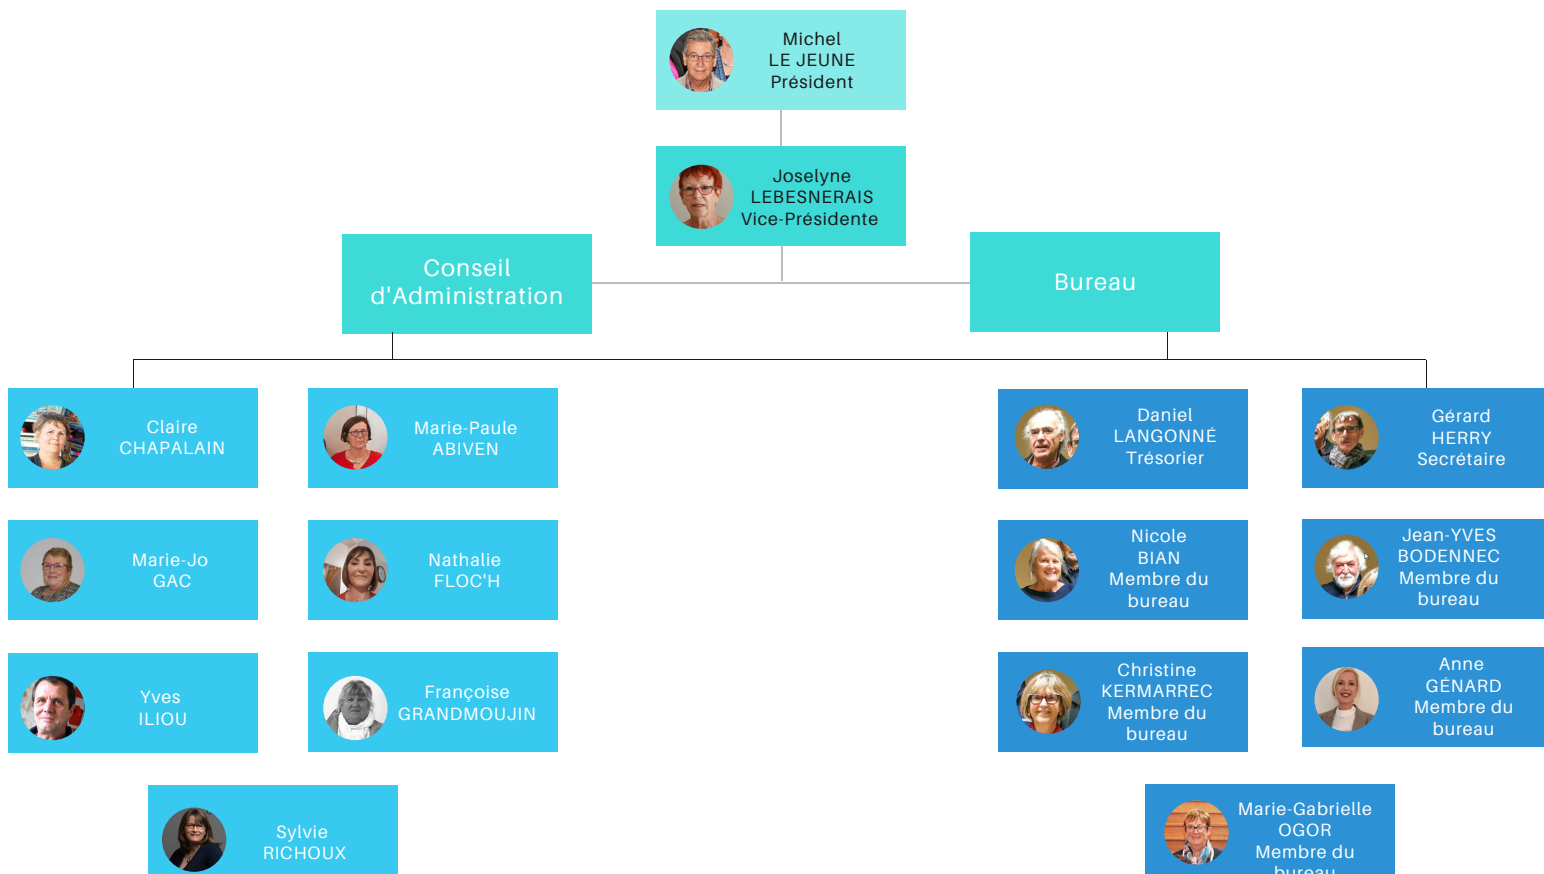 Michel
LE JEUNE
Président
Joselyne
LEBESNERAIS
Vice-Présidente
Conseil
d'Administration
Bureau
Claire
CHAPALAIN
Marie-Paule
ABIVEN
Daniel
LANGONNÉ
Trésorier
Gérard
HERRY
Secrétaire
Marie-Jo
GAC
Nathalie
FLOC'H
Nicole
BIAN
Membre du
bureau
Jean-YVES
BODENNEC
Membre du
bureau
Yves
ILIOU
Françoise
GRANDMOUJIN
Christine
KERMARREC
Membre du
bureau
Anne
GÉNARD
Membre du
bureau
Sylvie
RICHOUX
Marie-Gabrielle
OGOR
Membre du
bureau